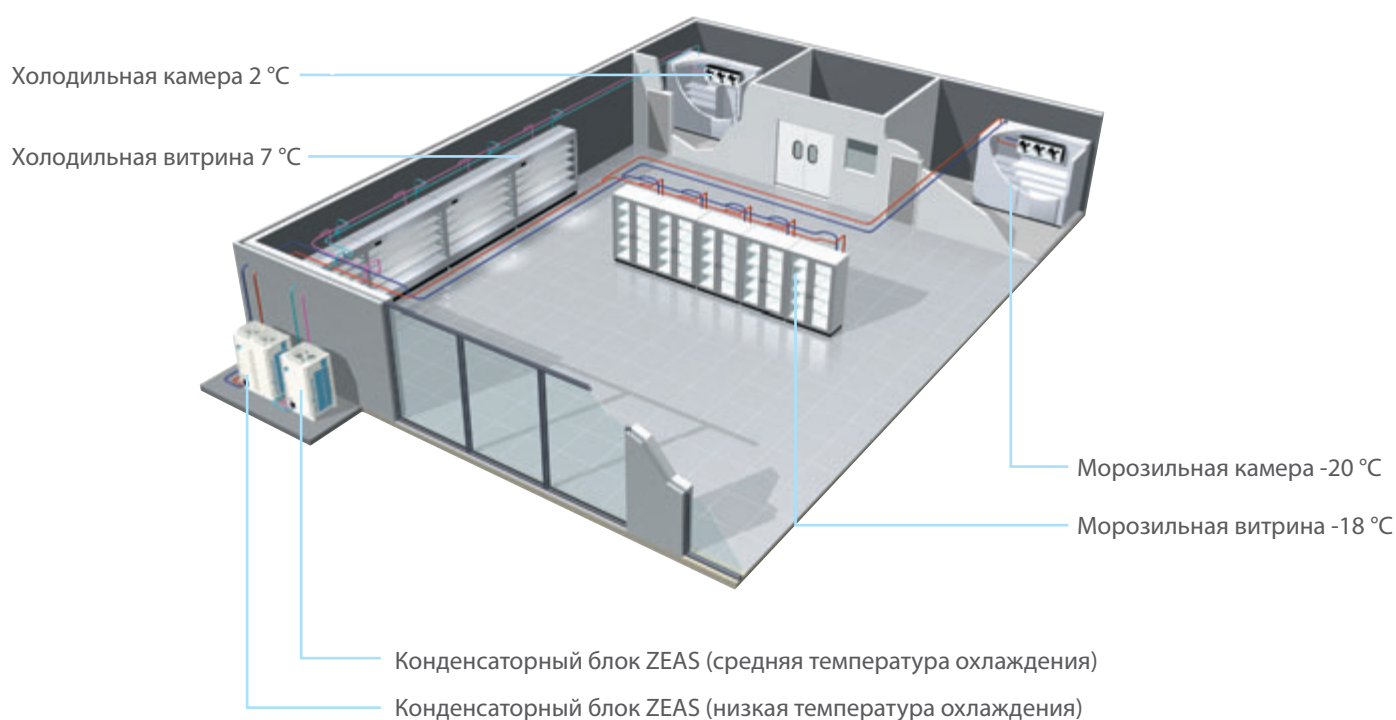 Холодильная камера 2 °C
Холодильная витрина 7 °C
Морозильная камера -20 °C
Морозильная витрина -18 °C
Конденсаторный блок ZEAS (средняя температура охлаждения)
Конденсаторный блок ZEAS (низкая температура охлаждения)